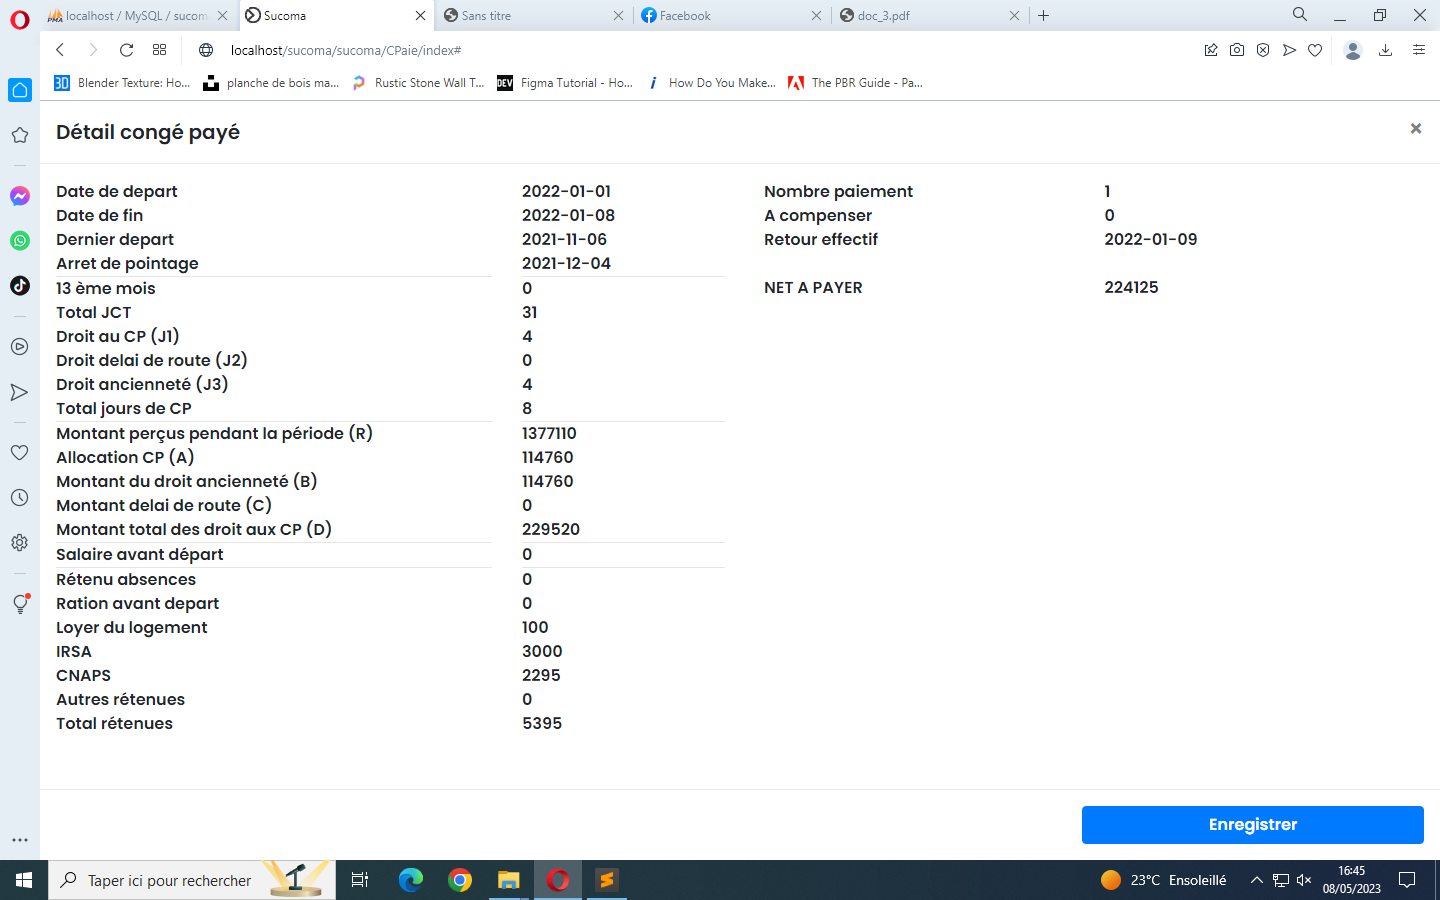 localhost / MySQL / sucom
Sucoma
Sans titre
Facebook
doc_3.pdf
localhost/sucoma/sucoma/CPaie/index#
Blender Texture: Ho...
planche de bois ma...
Rustic Stone Wall T...
DEV
Figma Tutorial - Ho...
How Do You Make...
The PBR Guide - Pa...
Détail congé payé
Date de depart 2022-01-01 Nombre paiement 1
Date de fin 2022-01-08 A compenser 0
Dernier depart 2021-11-06 Retour effectif 2022-01-09
Arret de pointage 2021-12-04
13 ème mois 0 NET A PAYER 224125
Total JCT 31
Droit au CP (J1) 4
Droit delai de route (J2) 0
Droit ancienneté (J3) 4
Total jours de CP 8
Montant perçus pendant la période (R) 1377110
Allocation CP (A) 114760
Montant du droit ancienneté (B) 114760
Montant delai de route (C) 0
Montant total des droit aux CP (D) 229520
Salaire avant départ 0
Rétenu absences 0
Ration avant depart 0
Loyer du logement 100
IRSA 3000
CNAPS 2295
Autres rétenues 0
Total rétenues 5395
Enregistrer
Taper ici pour rechercher
23°C Ensoleillé
16:45
08/05/2023